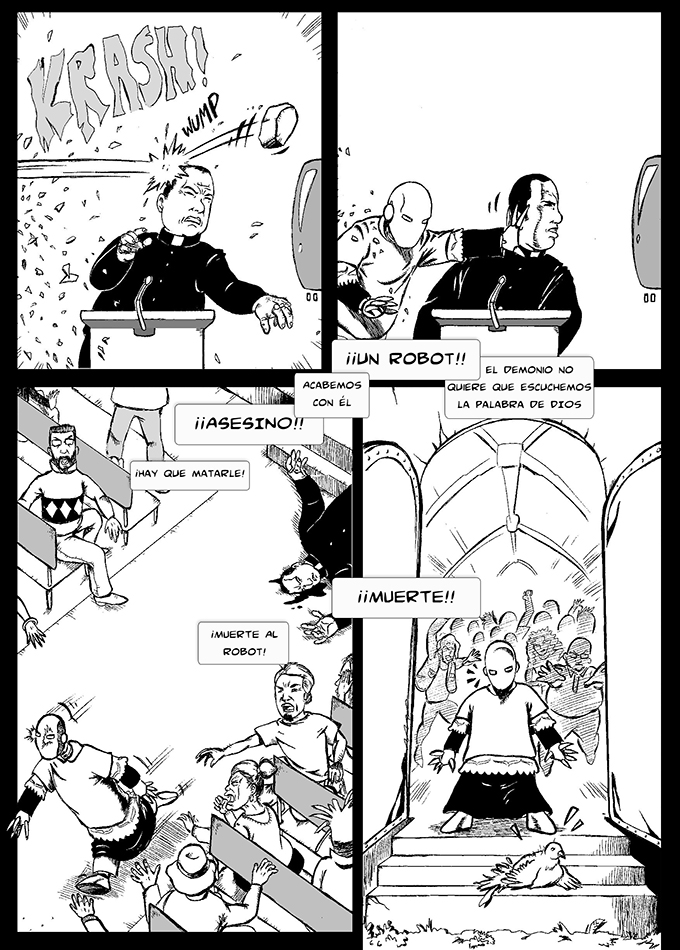 KRASH!
WUMP
¡¡UN ROBOT!!
EL DEMONIO NO
QUIERE QUE ESCUCHEMOS
LA PALABRA DE DIOS
ACABEMOS
CON ÉL
¡¡ASESINO!!
¡HAY QUE MATARLE!
¡MUERTE AL
ROBOT!
¡¡MUERTE!!